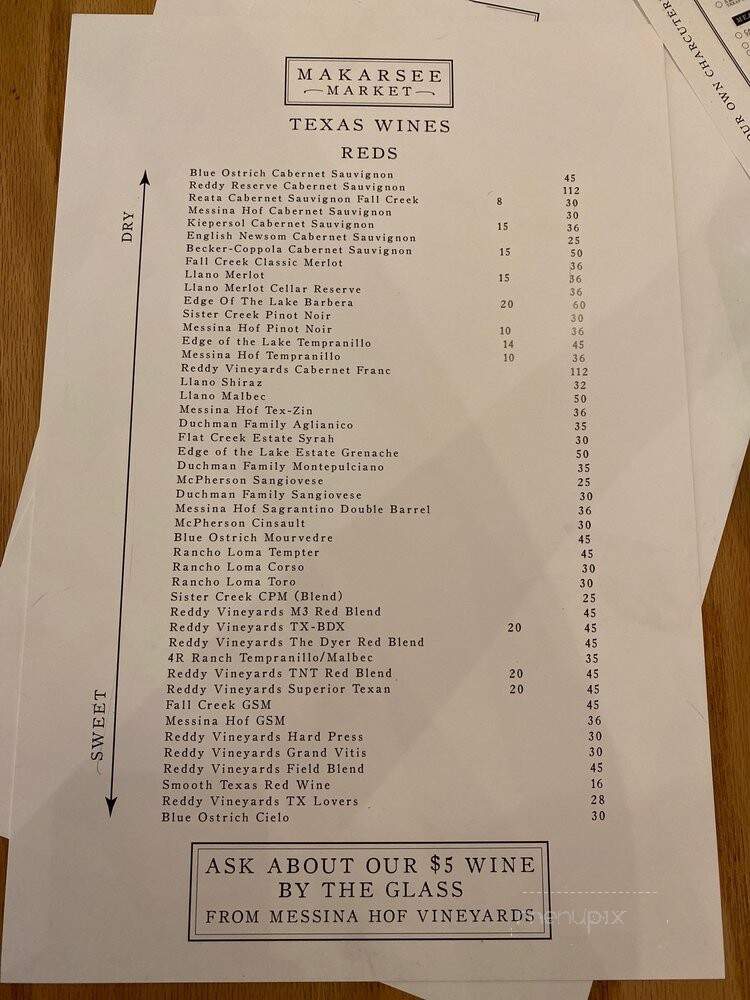 MAKARSEE
MARKET
TEXAS WINES
REDS
DRY
Blue Ostrich Cabernet Sauvignon 45
Reddy Reserve Cabernet Sauvignon 112
Reata Cabernet Sauvignon Fall Creek 8 30
Messina Hof Cabernet Sauvignon 30
Kiepersol Cabernet Sauvignon 15 36
English Newsom Cabernet Sauvignon 25
Becker-Coppola Cabernet Sauvignon 15 50
Fall Creek Classic Merlot 36
Llano Merlot 15 36
Llano Merlot Cellar Reserve 36
Edge Of The Lake Barbera 20 60
Sister Creek Pinot Noir 30
Messina Hof Pinot Noir 10 36
Edge of the Lake Tempranillo 14 45
Messina Hof Tempranillo 10 36
Reddy Vineyards Cabernet Franc 112
Llano Shiraz 32
Llano Malbec 50
Messina Hof Tex-Zin 36
Duchman Family Aglianico 35
Flat Creek Estate Syrah 30
Edge of the Lake Estate Grenache 50
Duchman Family Montepulciano 35
McPherson Sangiovese 25
Duchman Family Sangiovese 30
Messina Hof Sagrantino Double Barrel 36
McPherson Cinsault 30
Blue Ostrich Mourvedre 45
Rancho Loma Tempter 45
Rancho Loma Corso 30
Rancho Loma Toro 30
Sister Creek CPM (Blend) 25
Reddy Vineyards M3 Red Blend 45
Reddy Vineyards TX-BDX 20 45
Reddy Vineyards The Dyer Red Blend 45
4R Ranch Tempranillo/Malbec 35
Reddy Vineyards TNT Red Blend 20 45
Reddy Vineyards Superior Texan 20 45
Fall Creek GSM 45
Messina Hof GSM 36
Reddy Vineyards Hard Press 30
Reddy Vineyards Grand Vitis 30
Reddy Vineyards Field Blend 45
Smooth Texas Red Wine 16
Reddy Vineyards TX Lovers 28
Blue Ostrich Cielo 30
SWEET
ASK ABOUT OUR $5 WINE
BY THE GLASS
FROM MESSINA HOF VINEYARDS
menupix
OWN CHARCUTER